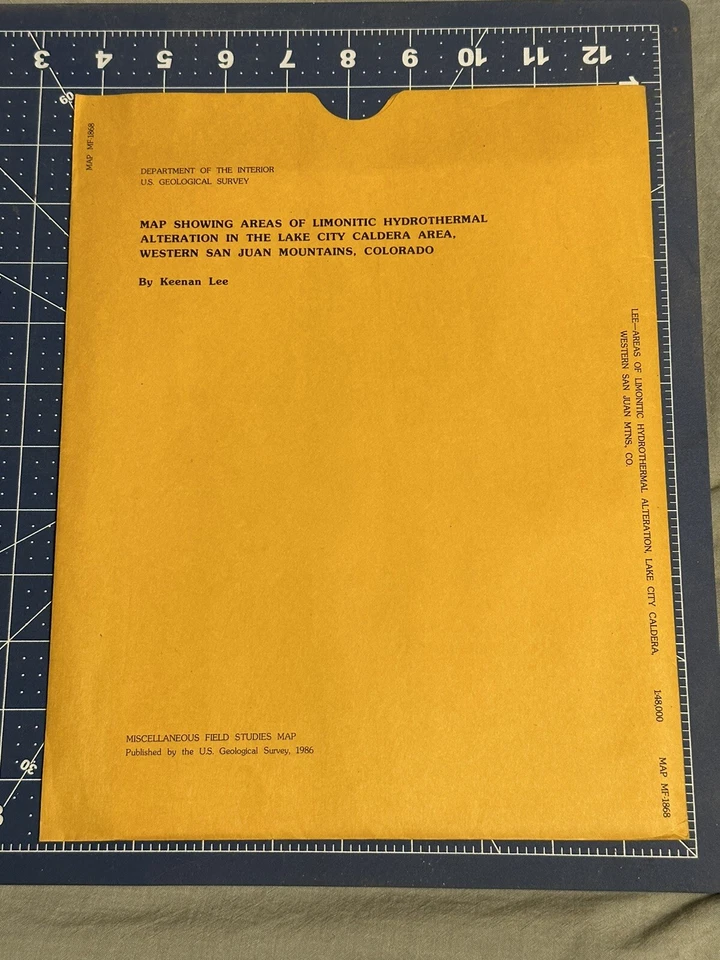 3 4 5 6 7 8 9 10 11 12
1
60
MAP MF-1868
DEPARTMENT OF THE INTERIOR
U.S. GEOLOGICAL SURVEY
MAP SHOWING AREAS OF LIMONITIC HYDROTHERMAL
ALTERATION IN THE LAKE CITY CALDERA AREA,
WESTERN SAN JUAN MOUNTAINS, COLORADO
By Keenan Lee
LEE—AREAS OF LIMONITIC HYDROTHERMAL ALTERATION, LAKE CITY CALDERA,
WESTERN SAN JUAN MTNS, CO.
1:48,000
MAP MF-1868
MISCELLANEOUS FIELD STUDIES MAP
Published by the U.S. Geological Survey, 1986
30